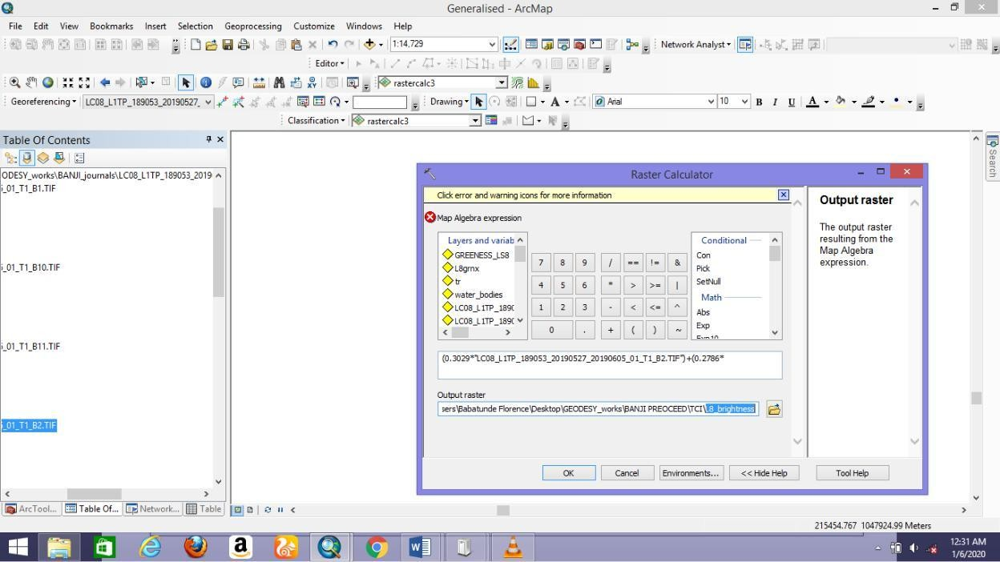 Generalised - ArcMap
File Edit View Bookmarks Insert Selection Geoprocessing Customize Windows Help
1:14,729
Network Analyst
Editor
rastercalc3
Georeferencing LC08_L1TP_189053_20190527_
Drawing
A
Arial
10
B I U A
Classification rastercalc3
Table Of Contents
ODESY_works\BANJI_journals\LC08_L1TP_189053_2019
_01_T1_B1.TIF
_01_T1_B10.TIF
_01_T1_B11.TIF
_01_T1_B2.TIF
ArcTool... Table Of... Network... Table
Search
Raster Calculator
Click error and warning icons for more information
Map Algebra expression
Layers and variab
GREENESS_LS8
L8grnx
tr
water_bodies
LC08_L1TP_189
LC08_L1TP_189
7 8 9 / == != &
4 5 6 * > >= |
1 2 3 - < <= ^
0 . + ( ) ~
Conditional
Con
Pick
SetNull
Math
Abs
Exp
Exp10
(0.3029*"LC08_L1TP_189053_20190527_20190605_01_T1_B2.TIF")+(0.2786*
Output raster
sers\Babatunde Florence\Desktop\GEODESY_works\BANJI PREOCEED\TCI\L8_brightness
OK Cancel Environments... << Hide Help Tool Help
Output raster
The output raster
resulting from the
Map Algebra
expression.
215454.767 1047924.99 Meters
12:31 AM
1/6/2020